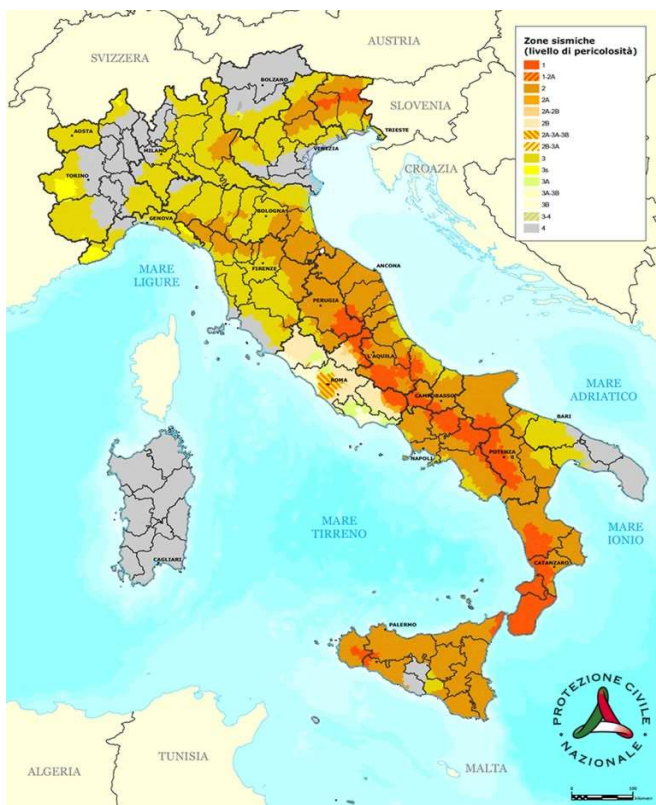 AUSTRIA
SVIZZERA
SLOVENIA
CROAZIA
BOLZANO
AOSTA
TRIESTE
MILANO
VENEZIA
TORINO
BOLOGNA
GENOVA
MARE
LIGURE
FIRENZE
ANCONA
PERUGIA
L'AQUILA
ROMA
CAMPOBASSO
MARE
ADRIATICO
BARI
NAPOLI
POTENZA
MARE
TIRRENO
MARE
IONIO
CAGLIARI
CATANZARO
PALERMO
ALGERIA
TUNISIA
MALTA
Zone sismiche
(livello di pericolosità)
1
1-2A
2
2A
2A-2B
2B
2A-3A-3B
2B-3A
3
3s
3A
3A-3B
3B
3-4
4
PROTEZIONE CIVILE
NAZIONALE
0
100